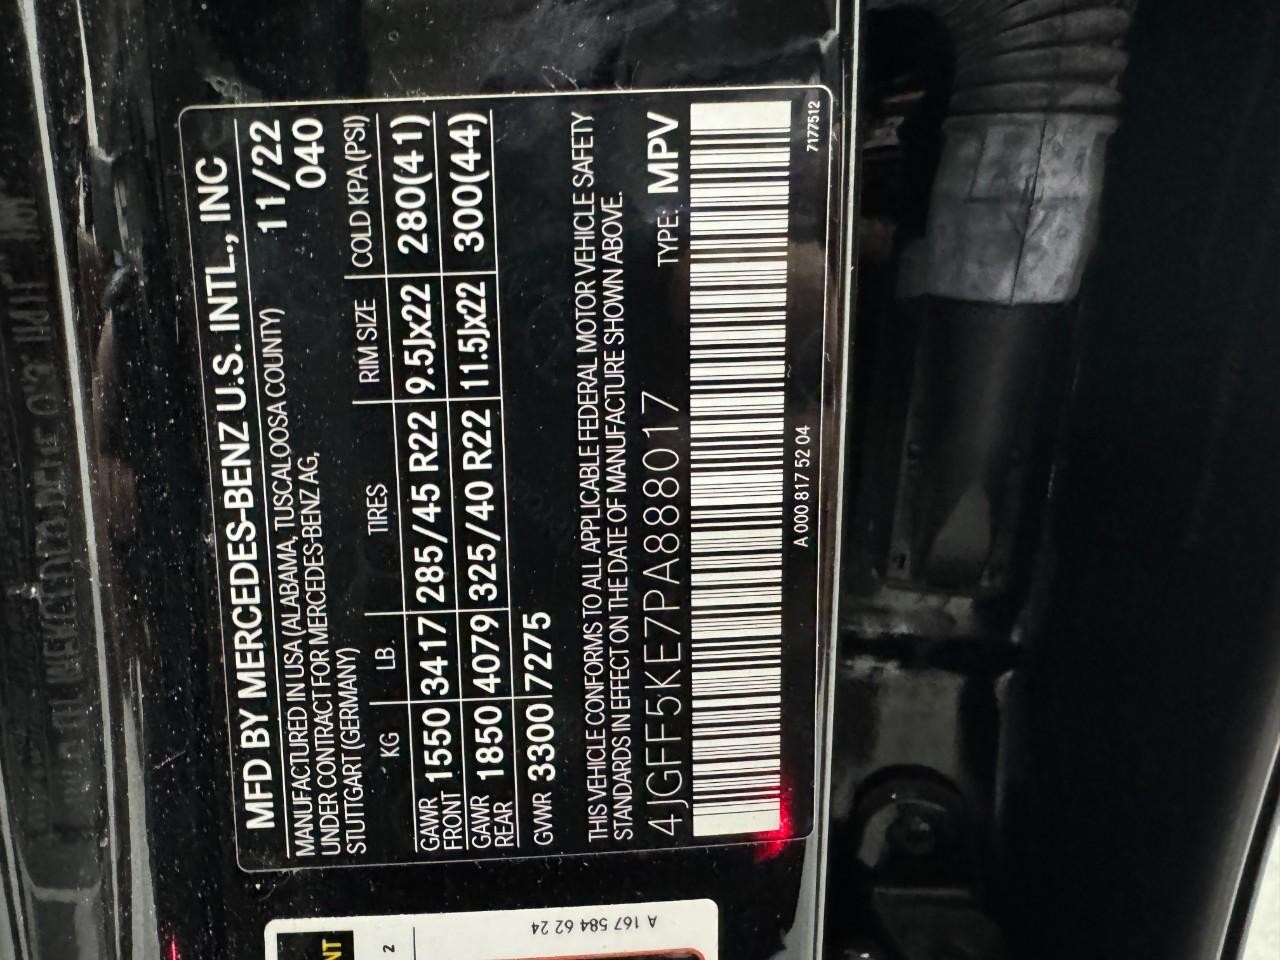 MFD BY MERCEDES-BENZ U.S. INTL., INC
MANUFACTURED IN USA (ALABAMA, TUSCALOOSA COUNTY) 11/22
UNDER CONTRACT FOR MERCEDES-BENZ AG, 040
STUTTGART (GERMANY)
KG LB. TIRES RIM SIZE COLD KPA (PSI)
GAWR FRONT 1550 3417 285/45 R22 9.5Jx22 280(41)
GAWR REAR 1850 4079 325/40 R22 11.5Jx22 300(44)
GVWR 3300 7275
THIS VEHICLE CONFORMS TO ALL APPLICABLE FEDERAL MOTOR VEHICLE SAFETY
STANDARDS IN EFFECT ON THE DATE OF MANUFACTURE SHOWN ABOVE.
4JGFF5KE7PA888017 TYPE: MPV
A 000 817 52 04 7177512
A 167 584 62 24
NT
2